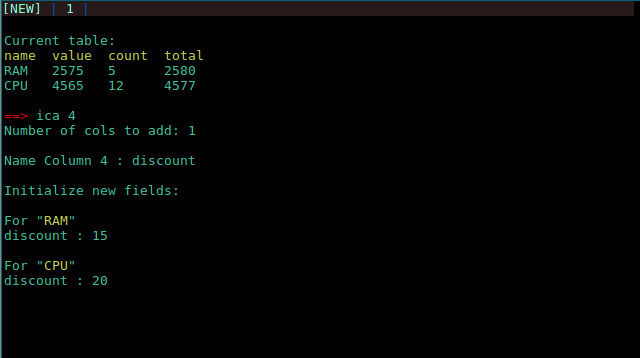 [NEW] | 1 |
Current table:
name value count total
RAM 2575 5 2580
CPU 4565 12 4577
==> ica 4
Number of cols to add: 1
Name Column 4 : discount
Initialize new fields:
For "RAM"
discount : 15
For "CPU"
discount : 20